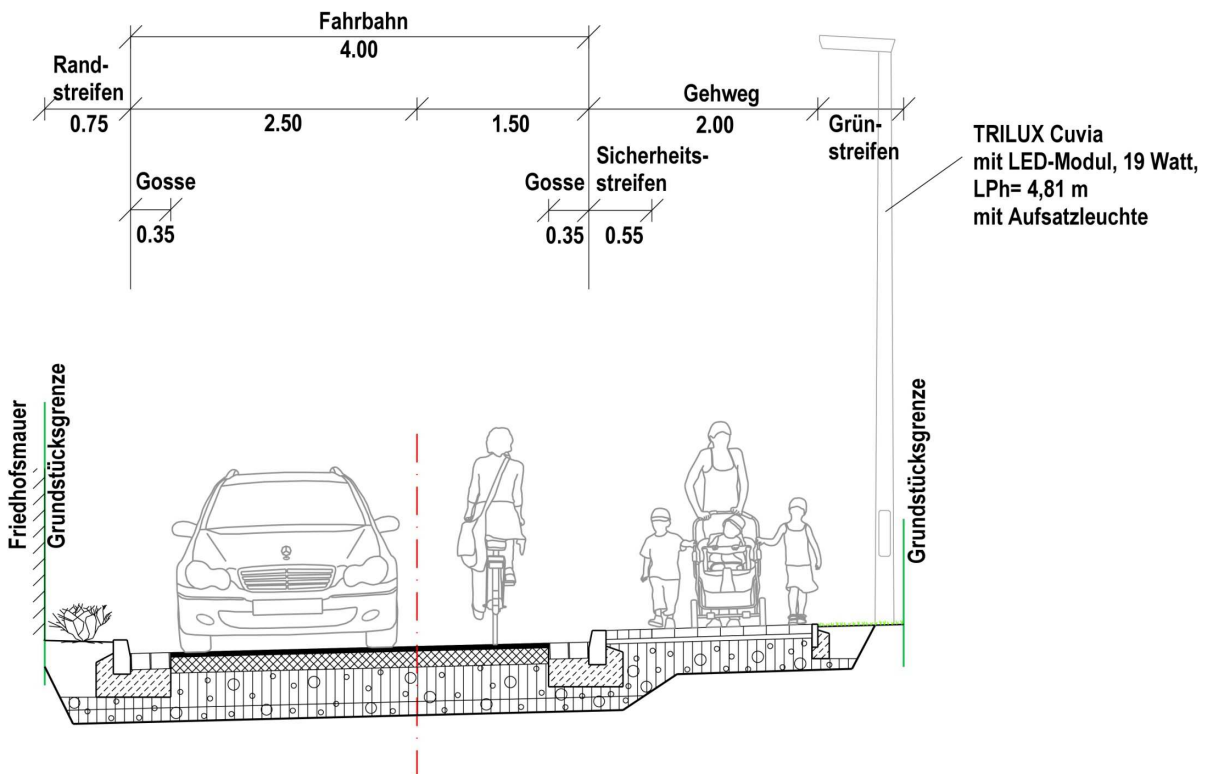 Fahrbahn
4.00
Rand-
streifen
0.75
2.50
1.50
Gehweg
2.00
Grün-
streifen
Gosse
0.35
Gosse
0.35
Sicherheits-
streifen
0.55
TRILUX Cuvia
mit LED-Modul, 19 Watt,
LPh= 4,81 m
mit Aufsatzleuchte
Friedhofsmauer
Grundstücksgrenze
Grundstücksgrenze